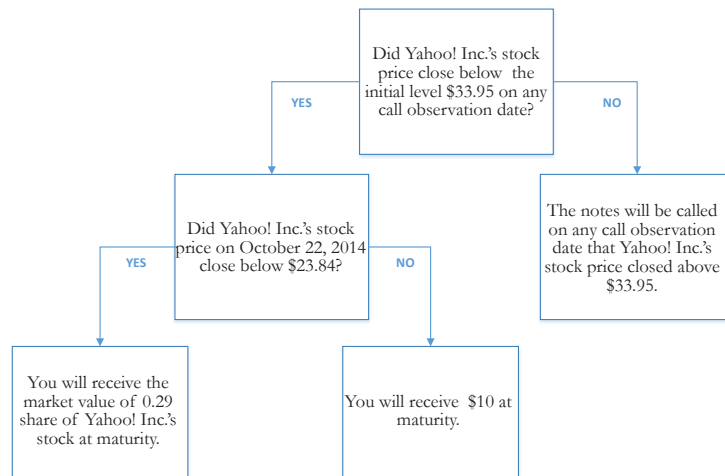 Did Yahoo! Inc.'s stock
price close below the
initial level $33.95 on any
call observation date?
YES
NO
Did Yahoo! Inc.'s stock
price on October 22, 2014
close below $23.84?
The notes will be called
on any call observation
date that Yahoo! Inc.'s
stock price closed above
$33.95.
YES
NO
You will receive the
market value of 0.29
share of Yahoo! Inc.'s
stock at maturity.
You will receive $10 at
maturity.